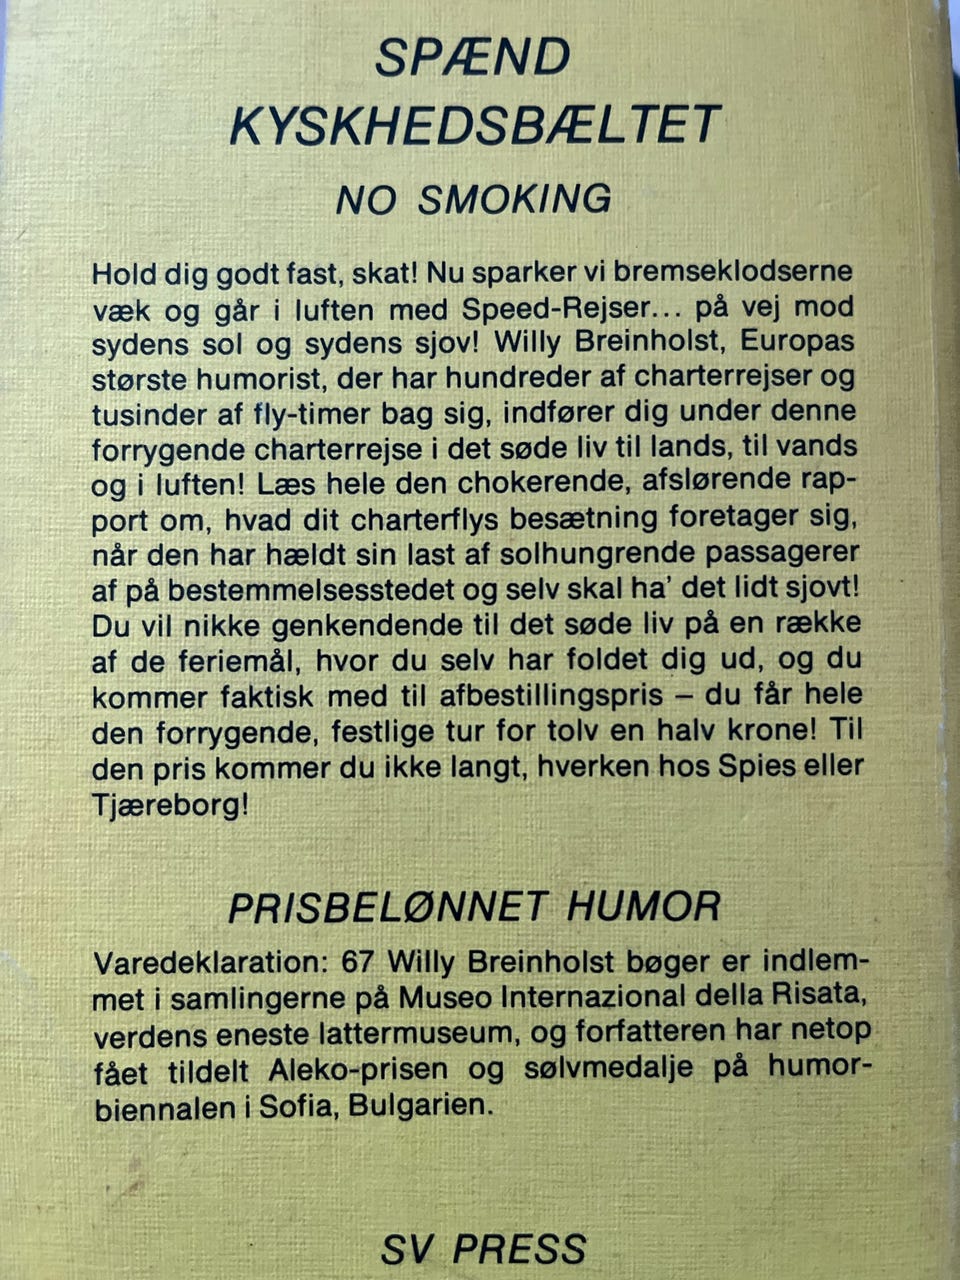 SPÆND
KYSKHEDSBÆLTET
NO SMOKING
Hold dig godt fast, skat! Nu sparker vi bremseklodserne
væk og går i luften med Speed-Rejser... på vej mod
sydens sol og sydens sjov! Willy Breinholst, Europas
største humorist, der har hundreder af charterrejser og
tusinder af fly-timer bag sig, indfører dig under denne
forrygende charterrejse i det søde liv til lands, til vands
og i luften! Læs hele den chokerende, afslørende rap-
port om, hvad dit charterflys besætning foretager sig,
når den har hældt sin last af solhungrende passagerer
af på bestemmelsesstedet og selv skal ha' det lidt sjovt!
Du vil nikke genkendende til det søde liv på en række
af de feriemål, hvor du selv har foldet dig ud, og du
kommer faktisk med til afbestillingspris – du får hele
den forrygende, festlige tur for tolv en halv krone! Til
den pris kommer du ikke langt, hverken hos Spies eller
Tjæreborg!
PRISBELØNNET HUMOR
Varedeklaration: 67 Willy Breinholst bøger er indlem-
met i samlingerne på Museo Internazional della Risata,
verdens eneste lattermuseum, og forfatteren har netop
fået tildelt Aleko-prisen og sølvmedalje på humor-
biennalen i Sofia, Bulgarien.
SV PRESS